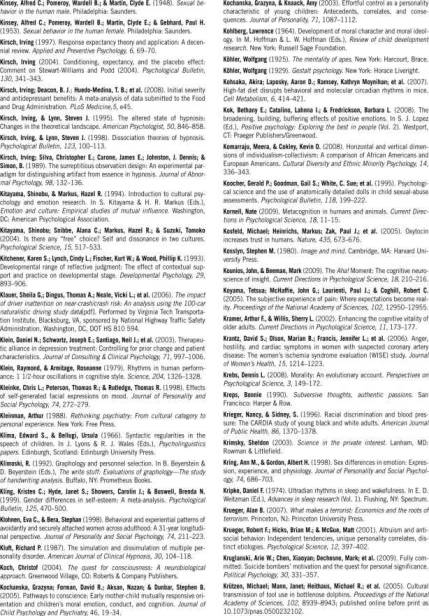 Kinsey, Alfred C.; Pomeroy, Wardell B.; & Martin, Clyde E. (1948). Sexual be-
havior in the human male. Philadelphia: Saunders.
Kinsey, Alfred C.; Pomeroy, Wardell B.; Martin, Clyde E.; & Gebhard, Paul H.
(1953). Sexual behavior in the human female. Philadelphia: Saunders.
Kirsch, Irving (1997). Response expectancy theory and application: A decen-
nial review. Applied and Preventive Psychology, 6, 69–70.
Kirsch, Irving (2004). Conditioning, expectancy, and the placebo effect:
Comment on Stewart-Williams and Podd (2004). Psychological Bulletin,
130, 341–343.
Kirsch, Irving; Deacon, B. J.; Huedo-Medina, T. B.; et al. (2008). Initial severity
and antidepressant benefits: A meta-analysis of data submitted to the Food
and Drug Administration. PLoS Medicine, 5, e45.
Kirsch, Irving, & Lynn, Steven J. (1995). The altered state of hypnosis:
Changes in the theoretical landscape. American Psychologist, 50, 846–858.
Kirsch, Irving, & Lynn, Steven J. (1998). Dissociation theories of hypnosis.
Psychological Bulletin, 123, 100–113.
Kirsch, Irving; Silva, Christopher E.; Carone, James E.; Johnston, J. Dennis; &
Simon, B. (1989). The surreptitious observation design: An experimental par-
adigm for distinguishing artifact from essence in hypnosis. Journal of Abnor-
mal Psychology, 98, 132–136.
Kitayama, Shinobu, & Markus, Hazel R. (1994). Introduction to cultural psy-
chology and emotion research. In S. Kitayama & H. R. Markus (Eds.),
Emotion and culture: Empirical studies of mutual influence. Washington,
DC: American Psychological Association.
Kitayama, Shinobu; Snibbe, Alana C.; Markus, Hazel R.; & Suzuki, Tomoko
(2004). Is there any "free" choice? Self and dissonance in two cultures.
Psychological Science, 15, 527–533.
Kitchener, Karen S.; Lynch, Cindy L.; Fischer, Kurt W.; & Wood, Phillip K. (1993).
Developmental range of reflective judgment: The effect of contextual sup-
port and practice on developmental stage. Developmental Psychology, 29,
893–906.
Klauer, Sheila G.; Dingus, Thomas A.; Neale, Vicki L.; et al. (2006). The impact
of driver inattention on near-crash/crash risk: An analysis using the 100-car
naturalistic driving study data(pdf). Performed by Virginia Tech Transporta-
tion Institute, Blacksburg, VA, sponsored by National Highway Traffic Safety
Administration, Washington, DC, DOT HS 810 594.
Klein, Daniel N.; Schwartz, Joseph E.; Santiago, Neil J.; et al. (2003). Therapeu-
tic alliance in depression treatment: Controlling for prior change and patient
characteristics. Journal of Consulting & Clinical Psychology, 71, 997–1006.
Klein, Raymond, & Armitage, Roseanne (1979). Rhythms in human perform-
ance: 1 1/2-hour oscillations in cognitive style. Science, 204, 1326–1328.
Kleinke, Chris L.; Peterson, Thomas R.; & Rutledge, Thomas R. (1998). Effects
of self-generated facial expressions on mood. Journal of Personality and
Social Psychology, 74, 272–279.
Kleinman, Arthur (1988). Rethinking psychiatry: From cultural category to
personal experience. New York: Free Press.
Klima, Edward S., & Bellugi, Ursula (1966). Syntactic regularities in the
speech of children. In J. Lyons & R. J. Wales (Eds.), Psycholinguistics
papers. Edinburgh, Scotland: Edinburgh University Press.
Klimoski, R. (1992). Graphology and personnel selection. In B. Beyerstein &
D. Beyerstein (Eds.), The write stuff: Evaluations of graphology—The study
of handwriting analysis. Buffalo, NY: Prometheus Books.
Kling, Kristen C.; Hyde, Janet S.; Showers, Carolin J.; & Buswell, Brenda N.
(1999). Gender differences in self-esteem: A meta-analysis. Psychological
Bulletin, 125, 470–500.
Klohnen, Eva C., & Bera, Stephan (1998). Behavioral and experiential patterns of
avoidantly and securely attached women across adulthood: A 31-year longitudi-
nal perspective. Journal of Personality and Social Psychology, 74, 211–223.
Kluft, Richard P. (1987). The simulation and dissimulation of multiple per-
sonality disorder. American Journal of Clinical Hypnosis, 30, 104–118.
Koch, Christof (2004). The quest for consciousness: A neurobiological
approach. Greenwood Village, CO: Roberts & Company Publishers.
Kochanska, Grazyna; Forman, David R.; Aksan, Nazan; & Dunbar, Stephen B.
(2005). Pathways to conscience: Early mother-child mutually responsive ori-
entation and children's moral emotion, conduct, and cognition. Journal of
Child Psychology and Psychiatry, 46, 19–34.
Kochanska, Grazyna, & Knaack, Amy (2003). Effortful control as a personality
characteristic of young children: Antecedents, correlates, and conse-
quences. Journal of Personality, 71, 1087–1112.
Kohlberg, Lawrence (1964). Development of moral character and moral ideol-
ogy. In M. Hoffman & L. W. Hoffman (Eds.), Review of child development
research. New York: Russell Sage Foundation.
Köhler, Wolfgang (1925). The mentality of apes. New York: Harcourt, Brace.
Köhler, Wolfgang (1929). Gestalt psychology. New York: Horace Liveright.
Kohsaka, Akira; Laposky, Aaron D.; Ramsey, Kathryn Moynihan, et al. (2007).
High-fat diet disrupts behavioral and molecular circadian rhythms in mice.
Cell Metabolism, 6, 414–421.
Kok, Bethany E.; Catalino, Lahnna I.; & Fredrickson, Barbara L. (2008). The
broadening, building, buffering effects of positive emotions. In S. J. Lopez
(Ed.), Positive psychology: Exploring the best in people (Vol. 2). Westport,
CT: Praeger Publishers/Greenwood.
Komarraju, Meera, & Cokley, Kevin O. (2008). Horizontal and vertical dimen-
sions of individualism-collectivism: A comparison of African Americans and
European Americans. Cultural Diversity and Ethnic Minority Psychology, 14,
336–343.
Koocher, Gerald P.; Goodman, Gail S.; White, C. Sue; et al. (1995). Psychologi-
cal science and the use of anatomically detailed dolls in child sexual-abuse
assessments. Psychological Bulletin, 118, 199–222.
Kornell, Nate (2009). Metacognition in humans and animals. Current Direc-
tions in Psychological Science, 18, 11–15.
Kosfeld, Michael; Heinrichs, Markus; Zak, Paul J.; et al. (2005). Oxytocin
increases trust in humans. Nature, 435, 673–676.
Kosslyn, Stephen M. (1980). Image and mind. Cambridge, MA: Harvard Uni-
versity Press.
Kounios, John, & Beeman, Mark (2009). The Aha! Moment: The cognitive neuro-
science of insight. Current Directions in Psychological Science, 18, 210–216.
Koyama, Tetsua; McHaffie, John G.; Laurienti, Paul J.; & Coghill, Robert C.
(2005). The subjective experience of pain: Where expectations become real-
ity. Proceedings of the National Academy of Sciences, 102, 12950–12955.
Kramer, Arthur F., & Willis, Sherry L. (2002). Enhancing the cognitive vitality of
older adults. Current Directions in Psychological Science, 11, 173–177.
Krantz, David S.; Olson, Marian B.; Francis, Jennifer L.; et al. (2006). Anger,
hostility, and cardiac symptoms in women with suspected coronary artery
disease: The women's ischemia syndrome evaluation (WISE) study. Journal
of Women's Health, 15, 1214–1223.
Krebs, Dennis L. (2008). Morality: An evolutionary account. Perspectives on
Psychological Science, 3, 149–172.
Kreps, Bonnie (1990). Subversive thoughts, authentic passions. San
Francisco: Harper & Row.
Krieger, Nancy, & Sidney, S. (1996). Racial discrimination and blood pres-
sure: The CARDIA study of young black and white adults. American Journal
of Public Health, 86, 1370–1378.
Krimsky, Sheldon (2003). Science in the private interest. Lanham, MD:
Rowman & Littlefield.
Kring, Ann M., & Gordon, Albert H. (1998). Sex differences in emotion: Expres-
sion, experience, and physiology. Journal of Personality and Social Psychol-
ogy, 74, 686–703.
Kripke, Daniel F. (1974). Ultradian rhythms in sleep and wakefulness. In E. D.
Weitzman (Ed.), Advances in sleep research (Vol. 1). Flushing, NY: Spectrum.
Krueger, Alan B. (2007). What makes a terrorist: Economics and the roots of
terrorism. Princeton, NJ: Princeton University Press.
Krueger, Robert F.; Hicks, Brian M.; & McGue, Matt (2001). Altruism and anti-
social behavior: Independent tendencies, unique personality correlates, dis-
tinct etiologies. Psychological Science, 12, 397–402.
Kruglanski, Arie W.; Chen, Xiaoyan; Dechesne, Mark; et al. (2009). Fully com-
mitted: Suicide bombers' motivation and the quest for personal significance.
Political Psychology, 30, 331–357.
Krützen, Michael; Mann, Janet; Heithaus, Michael R.; et al. (2005). Cultural
transmission of tool use in bottlenose dolphins. Proceedings of the National
Academy of Sciences, 102, 8939–8943; published online before print as
10.1073/pnas.0500232102.